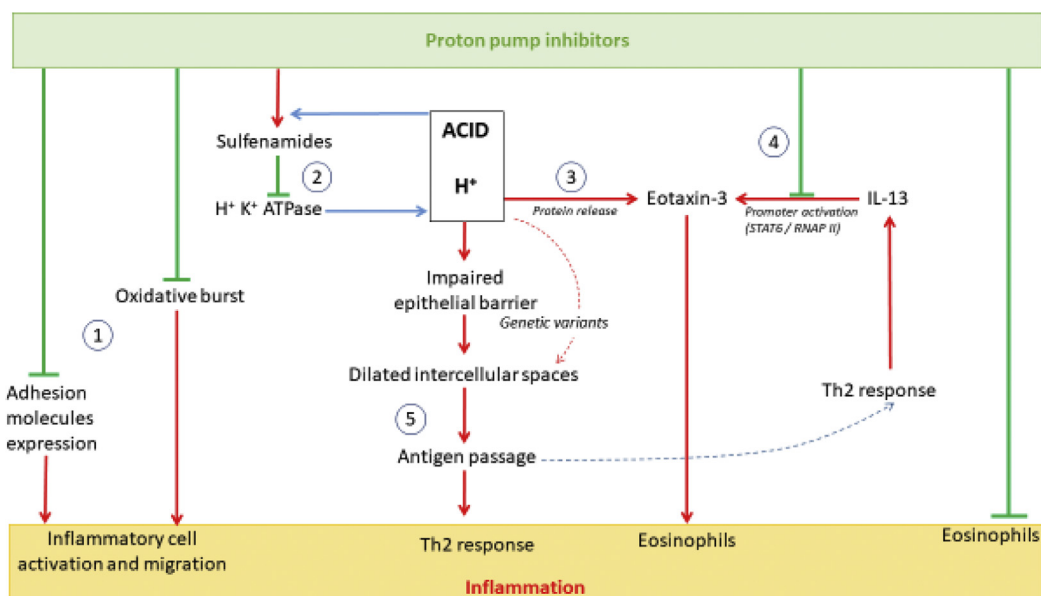 Proton pump inhibitors
Sulfenamides
ACID
H⁺
H⁺ K⁺ ATPase
1
2
3
4
5
Protein release
Eotaxin-3
Promoter activation
(STAT6 / RNAP II)
IL-13
Oxidative burst
Impaired
epithelial barrier
Genetic variants
Dilated intercellular spaces
Adhesion
molecules
expression
Th2 response
Antigen passage
Inflammatory cell
activation and migration
Th2 response
Eosinophils
Eosinophils
Inflammation